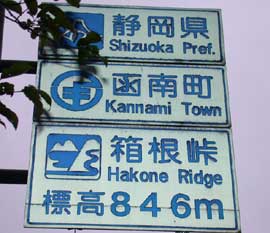 静岡県
Shizuoka Pref.
函南町
Kannami Town
箱根峠
Hakone Ridge
標高846m